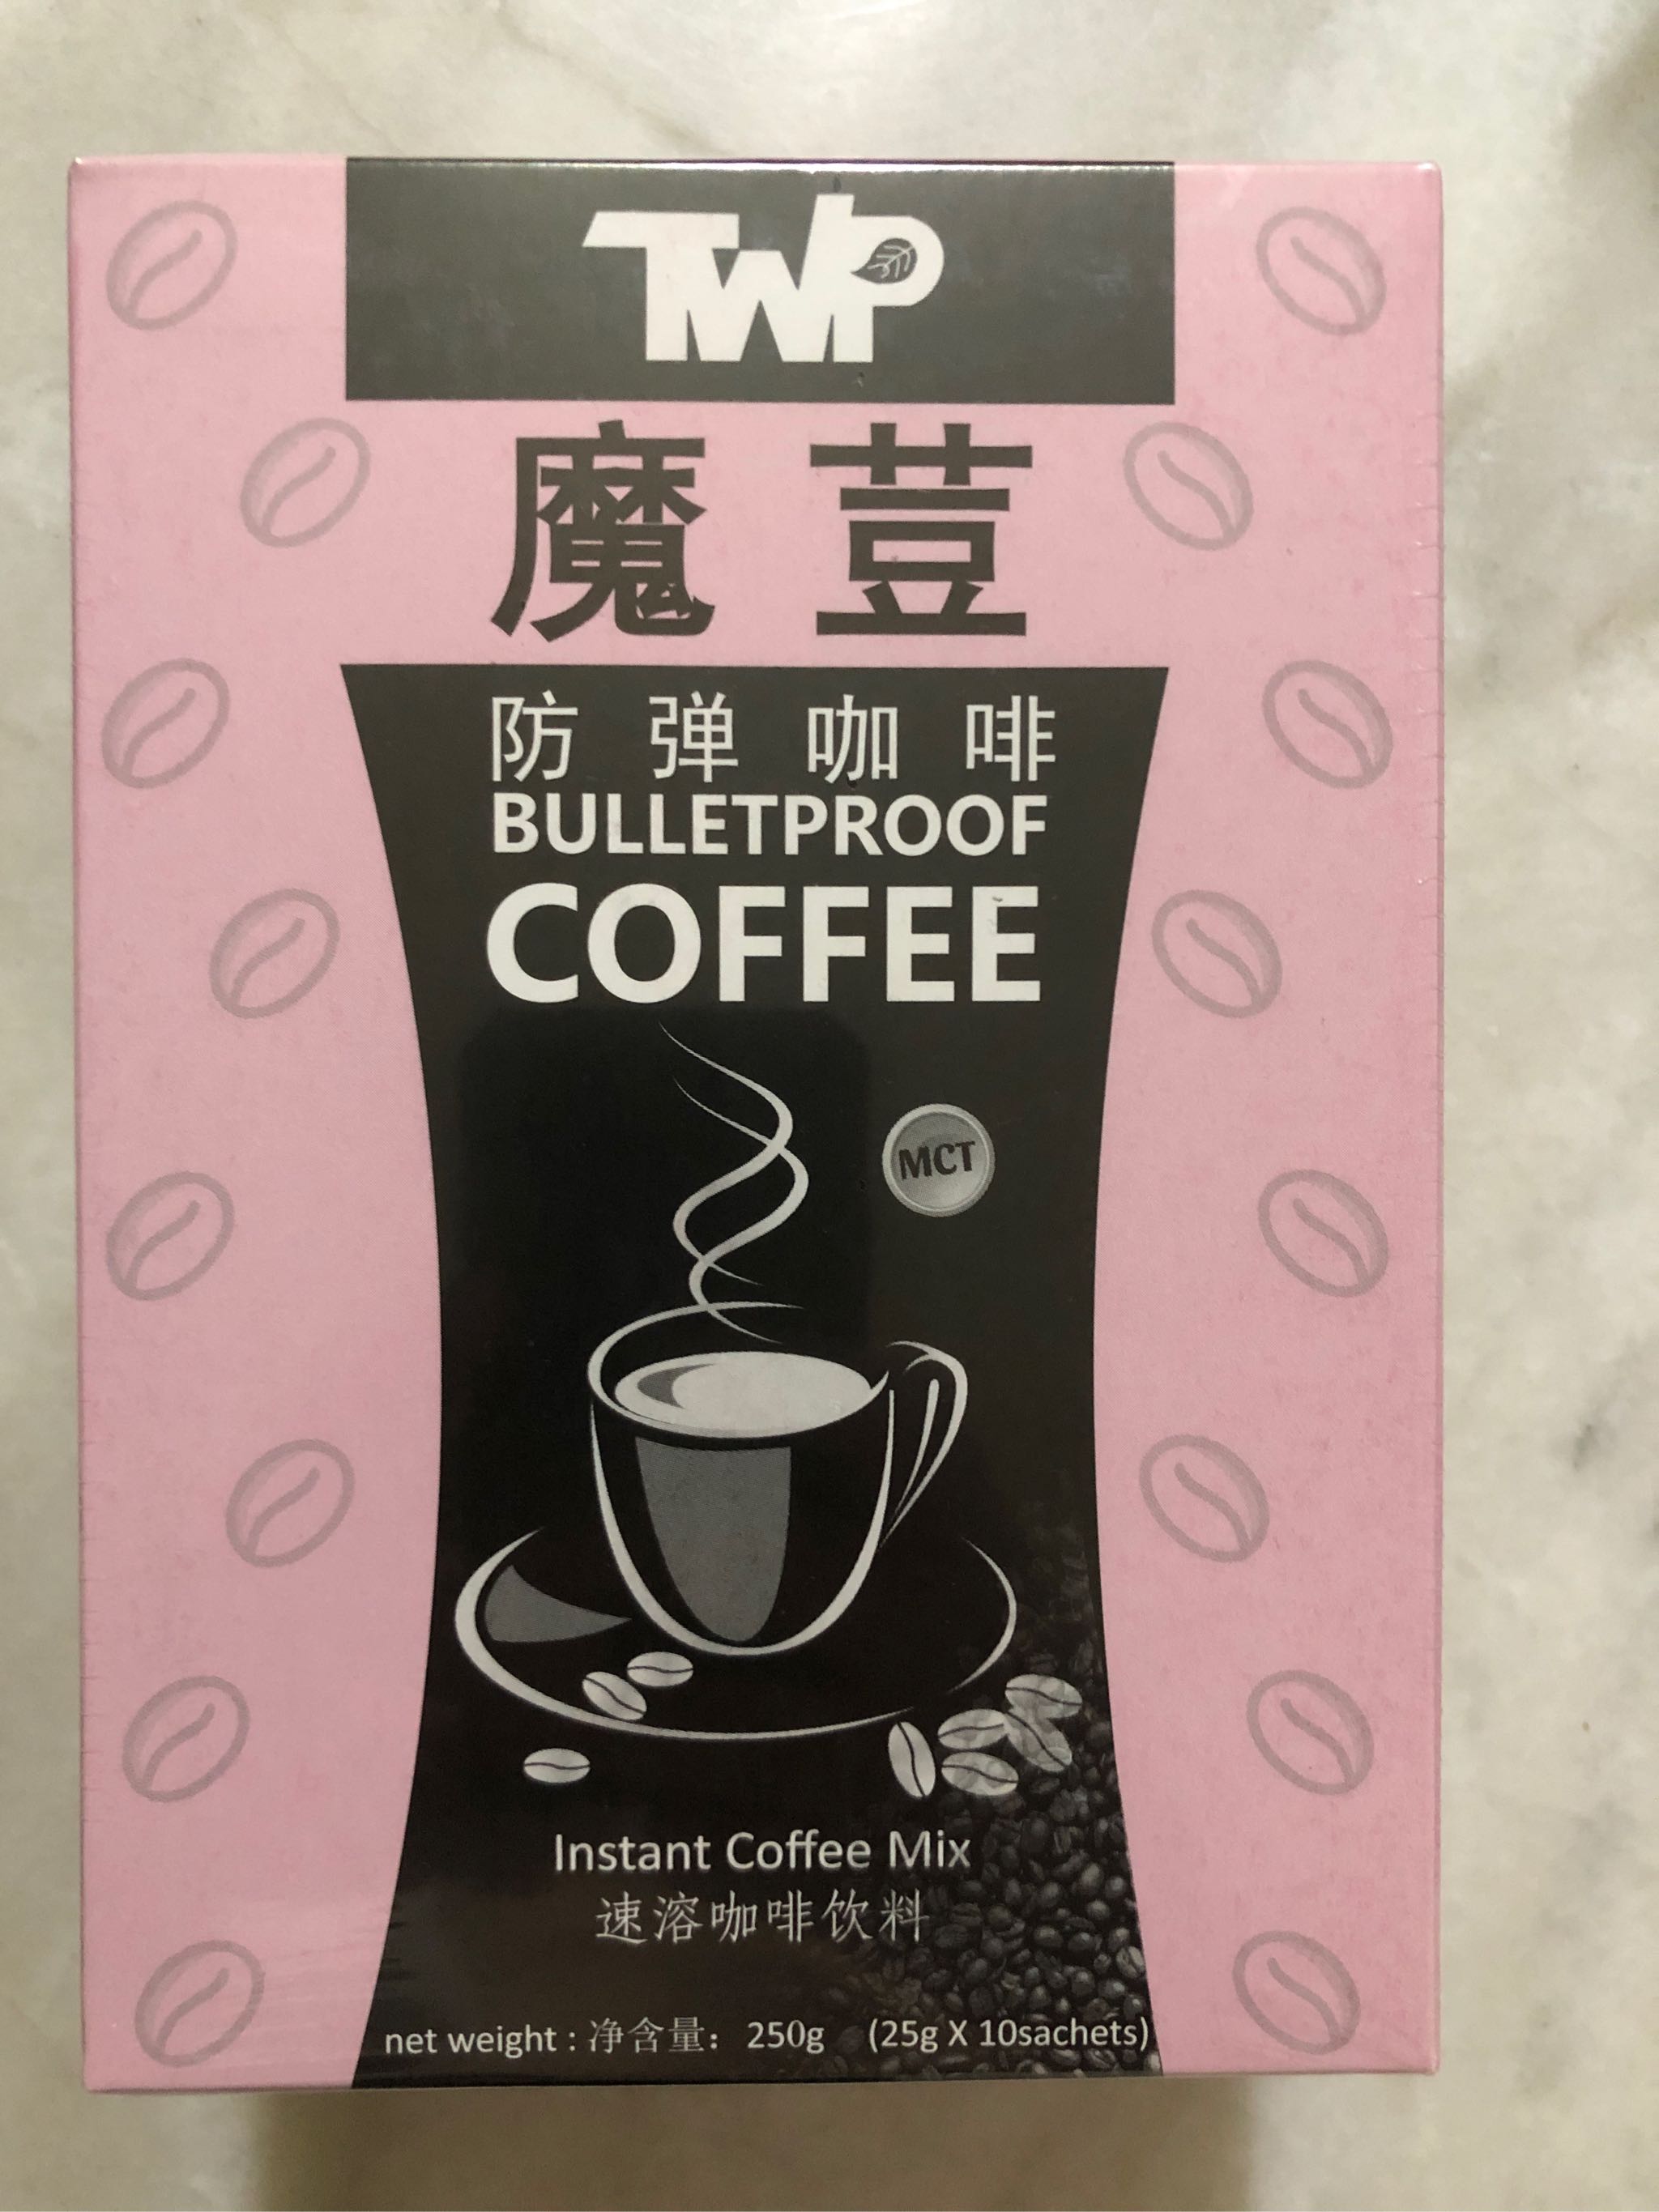 TWP
魔荳
防弹咖啡
BULLETPROOF
COFFEE
MCT
Instant Coffee Mix
速溶咖啡饮料
net weight : 净含量： 250g (25g X 10sachets)